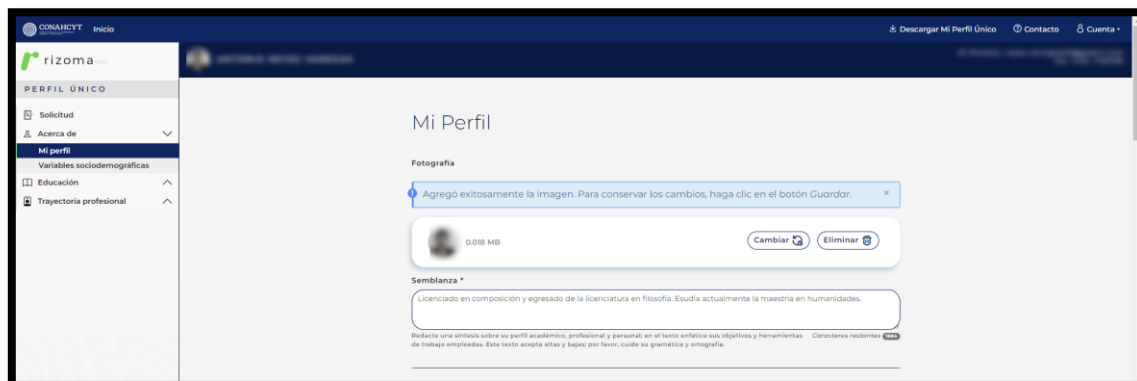 CONAHCYT Inicio
Descargar Mi Perfil Único Contacto Cuenta
rizoma
PERFIL ÚNICO
Solicitud
Acerca de
Mi perfil
Variables sociodemográficas
Educación
Trayectoria profesional
Mi Perfil
Fotografía
Agregó exitosamente la imagen. Para conservar los cambios, haga clic en el botón Guardar. ×
0.018 MB Cambiar Eliminar
Semblanza *
Licenciado en composición y egresado de la licenciatura en filosofía. Esudia actualmente la maestría en humanidades.
Redacte una síntesis sobre su perfil académico, profesional y personal; en el texto enfatice sus objetivos y herramientas Caracteres restantes
de trabajo empleadas. Este texto acepta altas y bajas; por favor, cuide su gramática y ortografía.